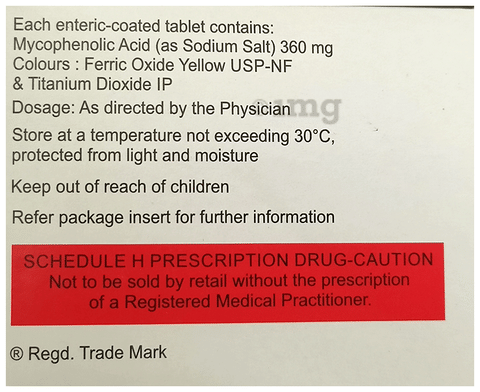 Each enteric-coated tablet contains:
Mycophenolic Acid (as Sodium Salt) 360 mg
Colours : Ferric Oxide Yellow USP-NF
& Titanium Dioxide IP
Dosage: As directed by the Physician
Store at a temperature not exceeding 30°C,
protected from light and moisture
Keep out of reach of children
Refer package insert for further information
SCHEDULE H PRESCRIPTION DRUG-CAUTION
Not to be sold by retail without the prescription
of a Registered Medical Practitioner.
® Regd. Trade Mark